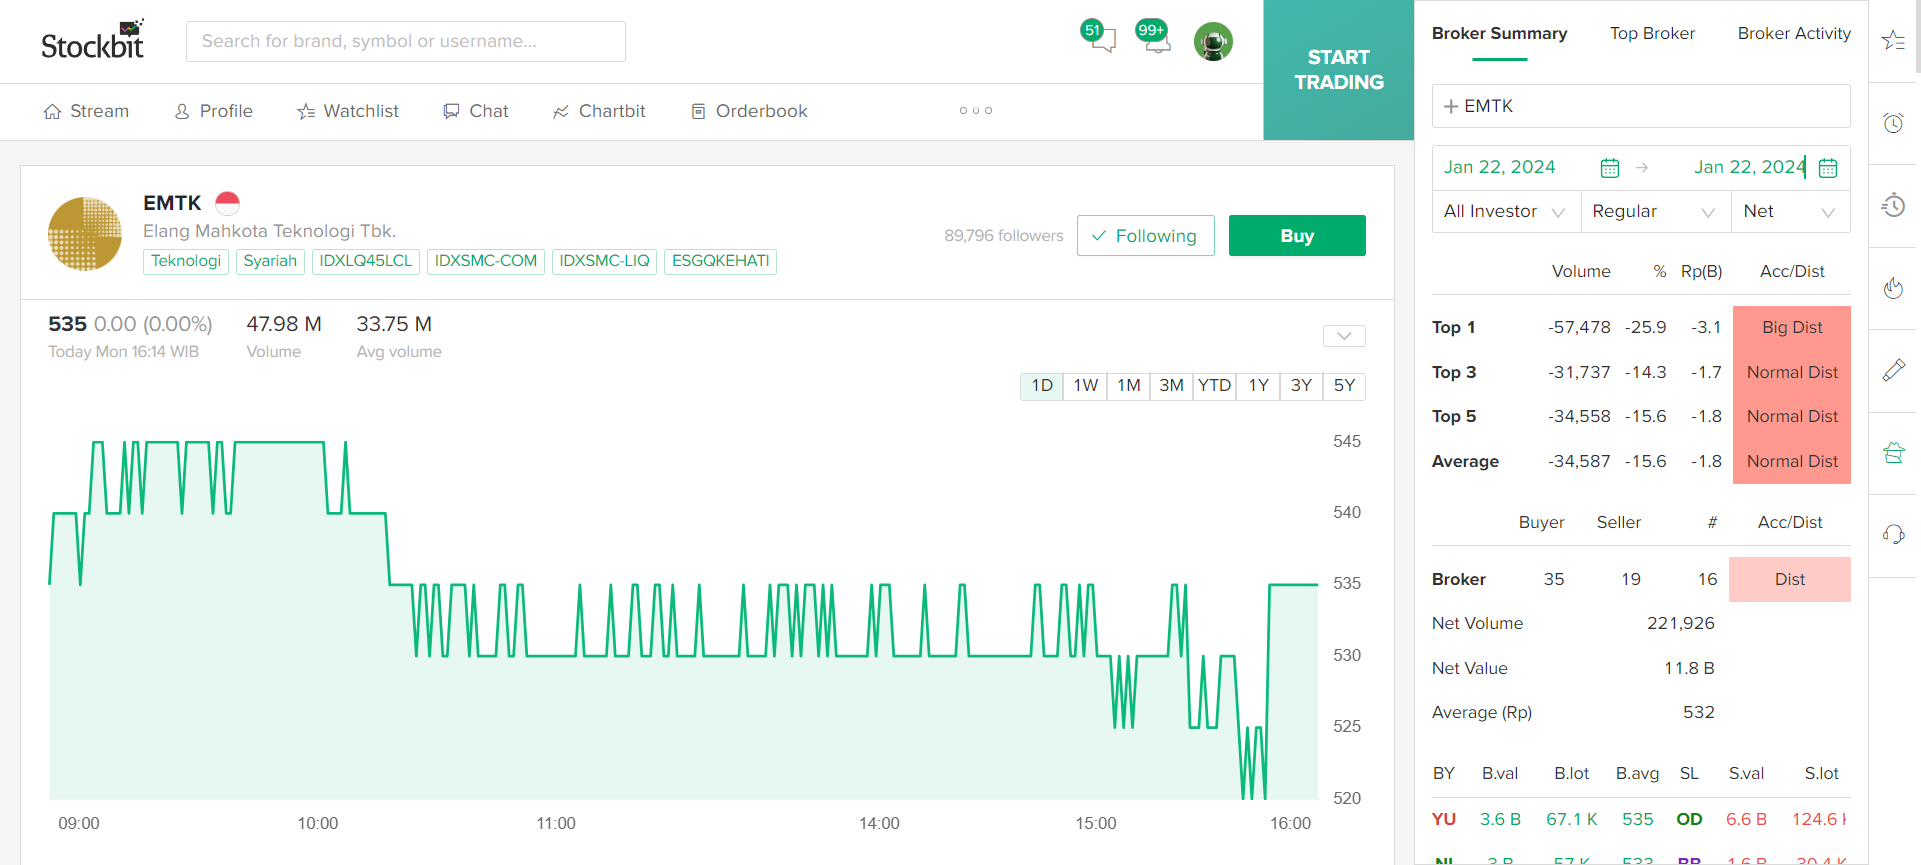 Stockbit
Search for brand, symbol or username...
51
99+
START
TRADING
Stream
Profile
Watchlist
Chat
Chartbit
Orderbook
EMTK
Elang Mahkota Teknologi Tbk.
Teknologi Syariah IDXLQ45LCL IDXSMC-COM IDXSMC-LIQ ESGQKEHATI
89,796 followers
Following
Buy
535 0.00 (0.00%) 47.98 M 33.75 M
Today Mon 16:14 WIB Volume Avg volume
1D 1W 1M 3M YTD 1Y 3Y 5Y
545
540
535
530
525
520
09:00 10:00 11:00 14:00 15:00 16:00
Broker Summary Top Broker Broker Activity
EMTK
Jan 22, 2024 Jan 22, 2024
All Investor Regular Net
Volume % Rp(B) Acc/Dist
Top 1 -57,478 -25.9 -3.1 Big Dist
Top 3 -31,737 -14.3 -1.7 Normal Dist
Top 5 -34,558 -15.6 -1.8 Normal Dist
Average -34,587 -15.6 -1.8 Normal Dist
Buyer Seller # Acc/Dist
Broker 35 19 16 Dist
Net Volume 221,926
Net Value 11.8 B
Average (Rp) 532
BY B.val B.lot B.avg SL S.val S.lot
YU 3.6 B 67.1 K 535 OD 6.6 B 124.6